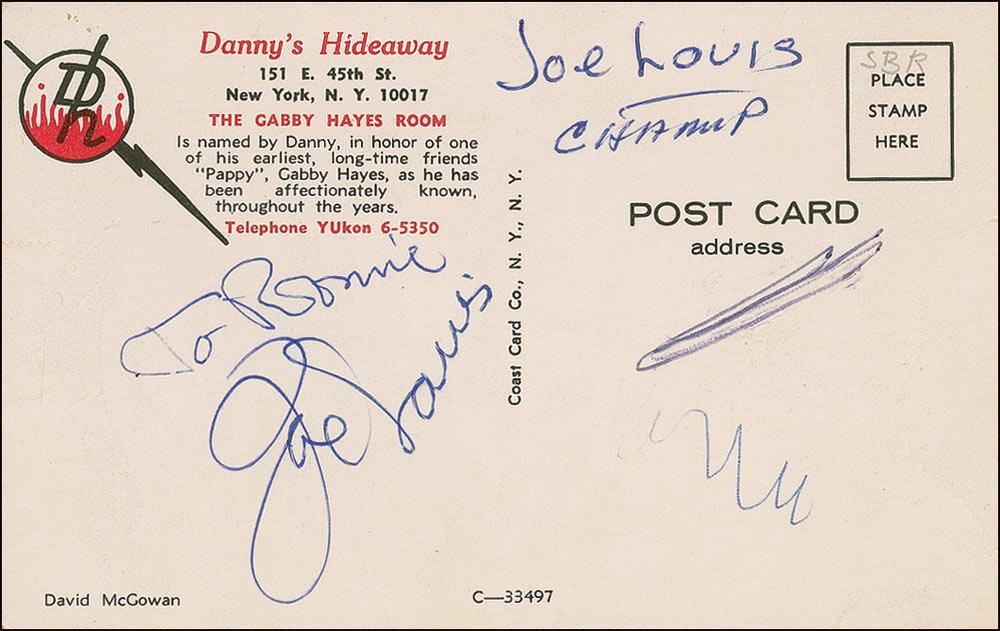 Dh
Danny's Hideaway
151 E. 45th St.
New York, N. Y. 10017
THE GABBY HAYES ROOM
Is named by Danny, in honor of one
of his earliest, long-time friends
"Pappy", Gabby Hayes, as he has
been affectionately known,
throughout the years.
Telephone YUkon 6-5350
To Bonnie
Joe Louis
David McGowan
Coast Card Co., N. Y., N. Y.
C—33497
Joe Louis
CHAMP
SBR
PLACE
STAMP
HERE
POST CARD
address